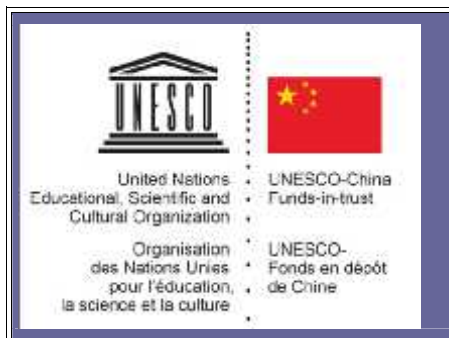 UNESCO
United Nations
Educational, Scientific and
Cultural Organization
Organisation
des Nations Unies
pour l'éducation,
la science et la culture
UNESCO-China
Funds-in-trust
UNESCO-
Fonds en dépôt
de Chine